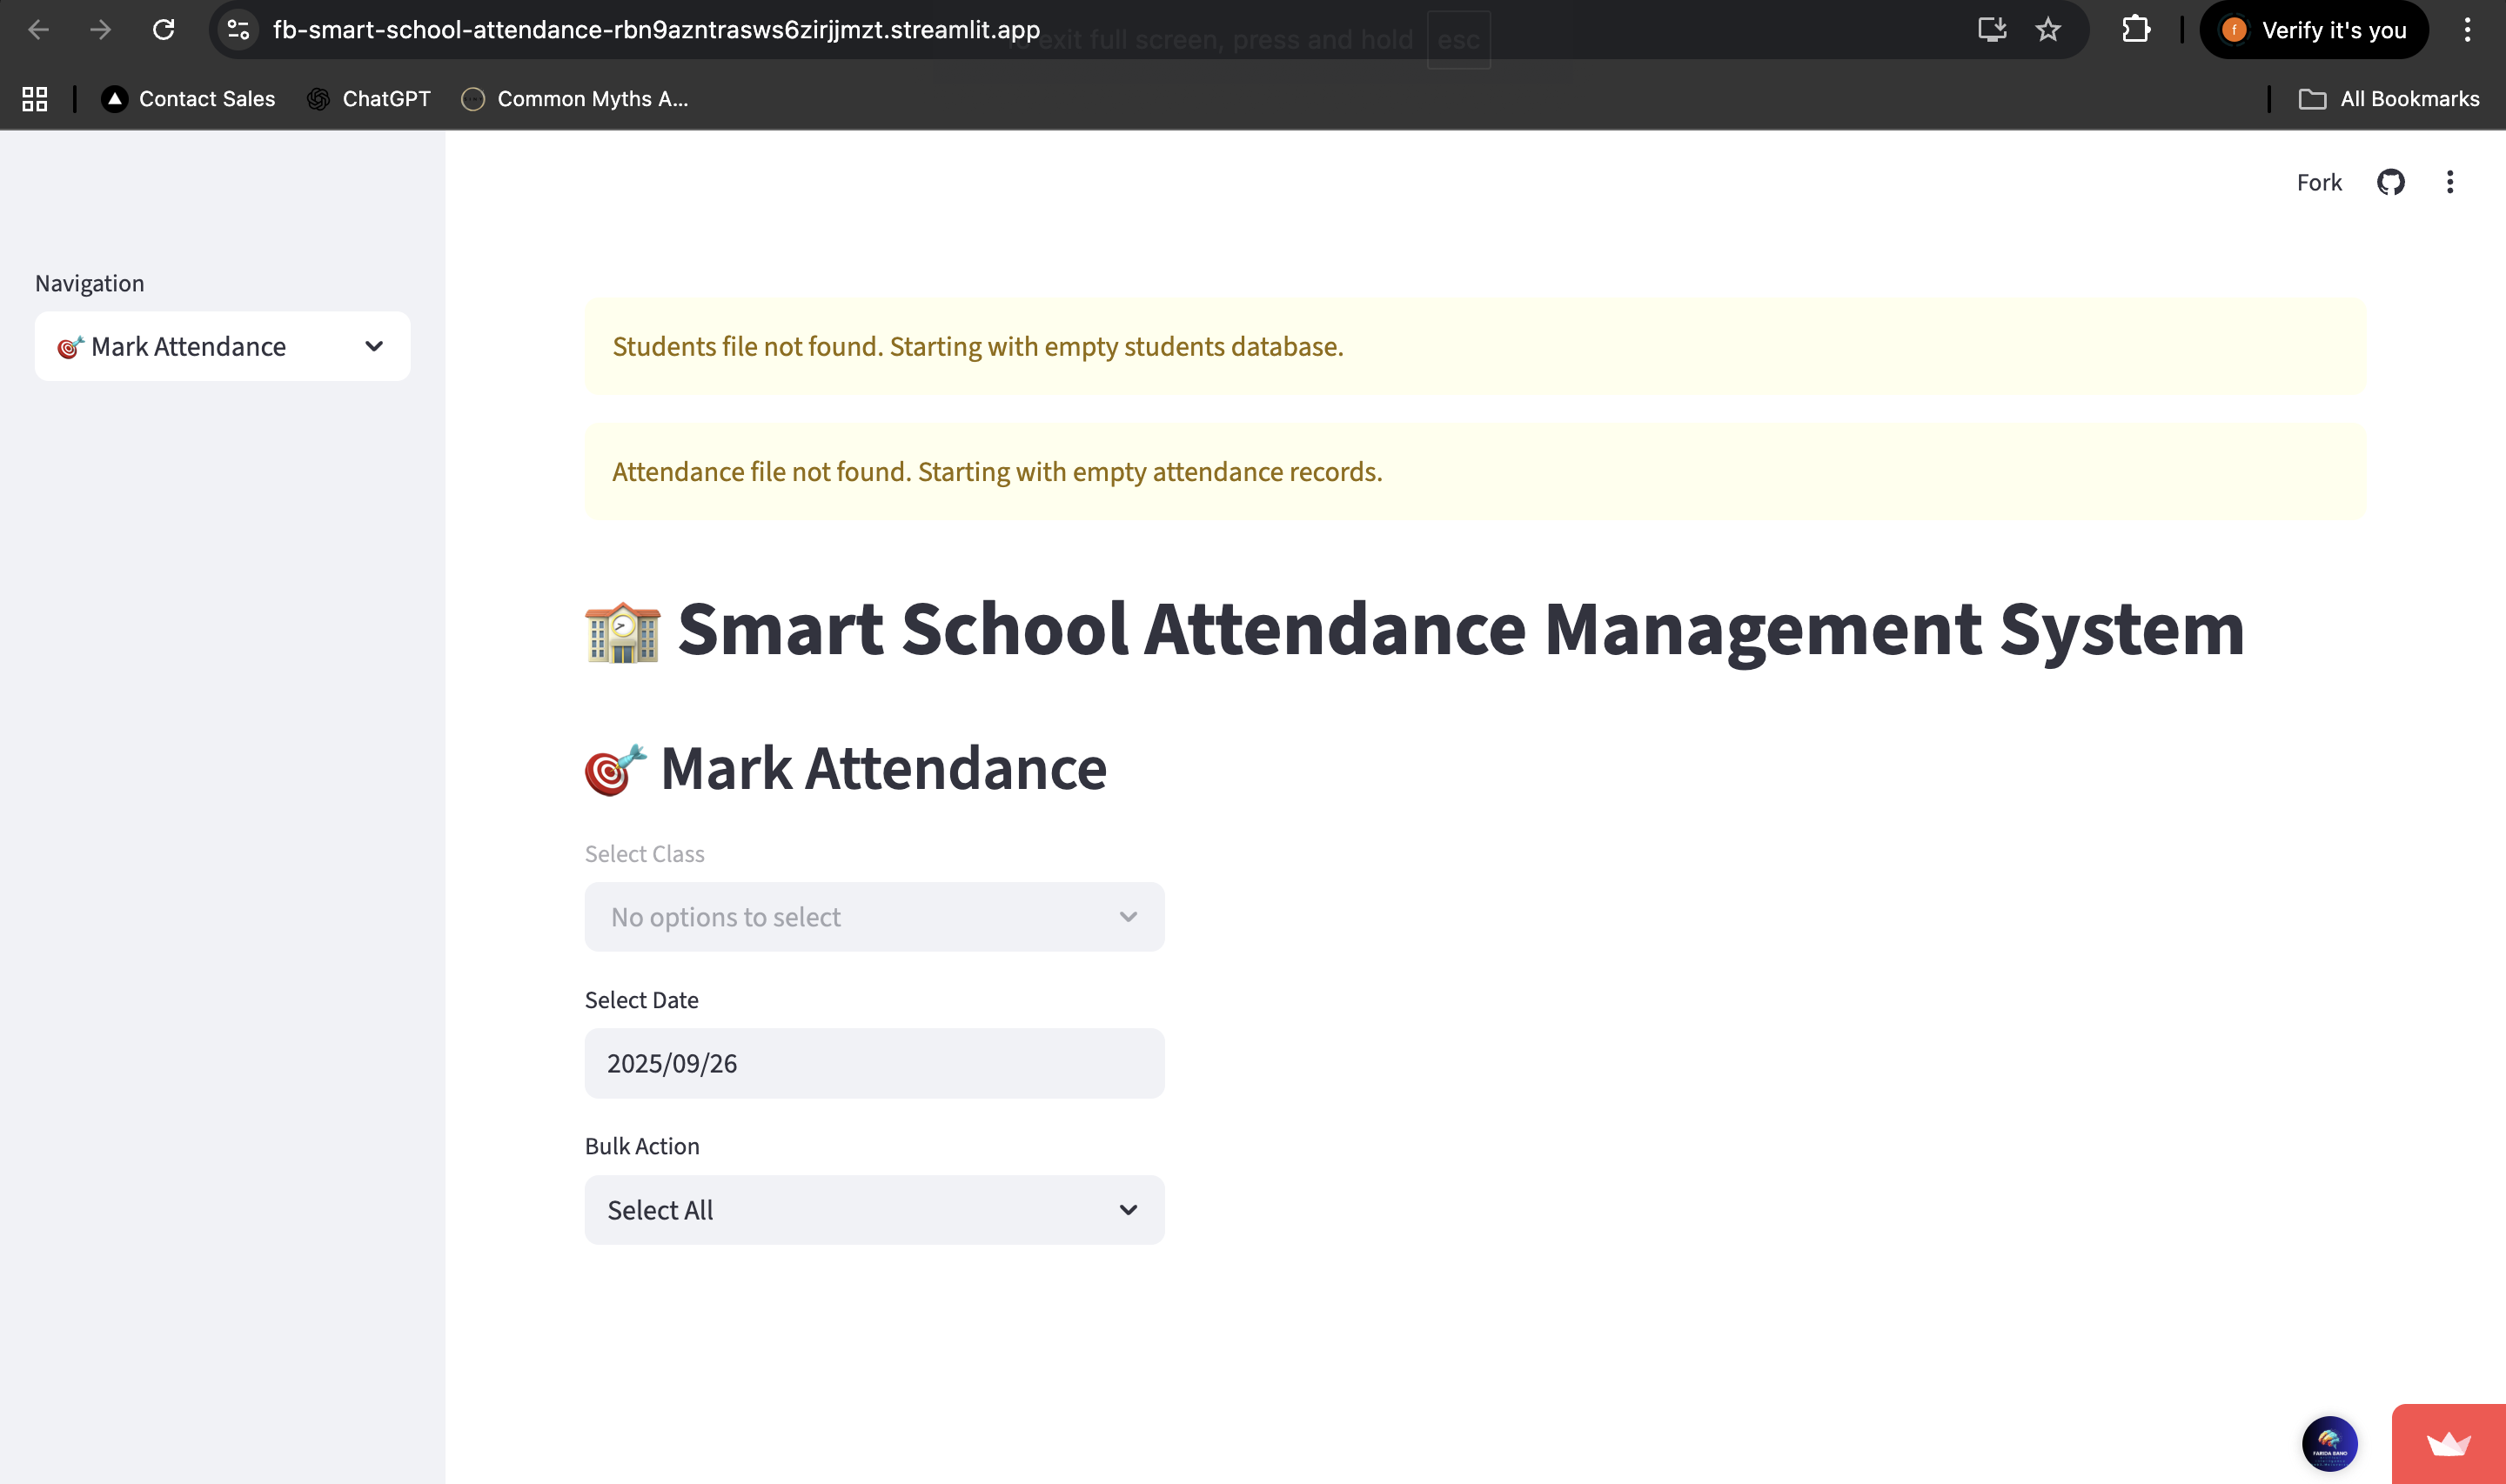 fb-smart-school-attendance-rbn9azntrasws6zirjjmzt.streamlit.app
exit full screen, press and hold esc
Verify it's you
Contact Sales
ChatGPT
Common Myths A...
All Bookmarks
Fork
Navigation
Mark Attendance
Students file not found. Starting with empty students database.
Attendance file not found. Starting with empty attendance records.
Smart School Attendance Management System
Mark Attendance
Select Class
No options to select
Select Date
2025/09/26
Bulk Action
Select All
FARIDA BANO